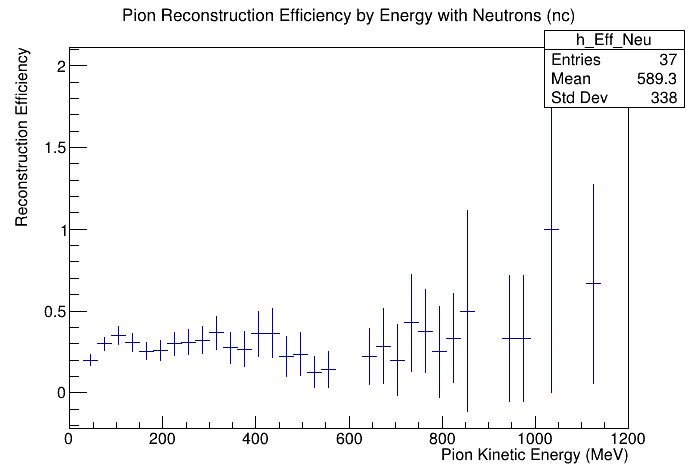 Pion Reconstruction Efficiency by Energy with Neutrons (nc)
h_Eff_Neu
Entries 37
Mean 589.3
Std Dev 338
Reconstruction Efficiency
2
1.5
1
0.5
0
0 200 400 600 800 1000 1200
Pion Kinetic Energy (MeV)